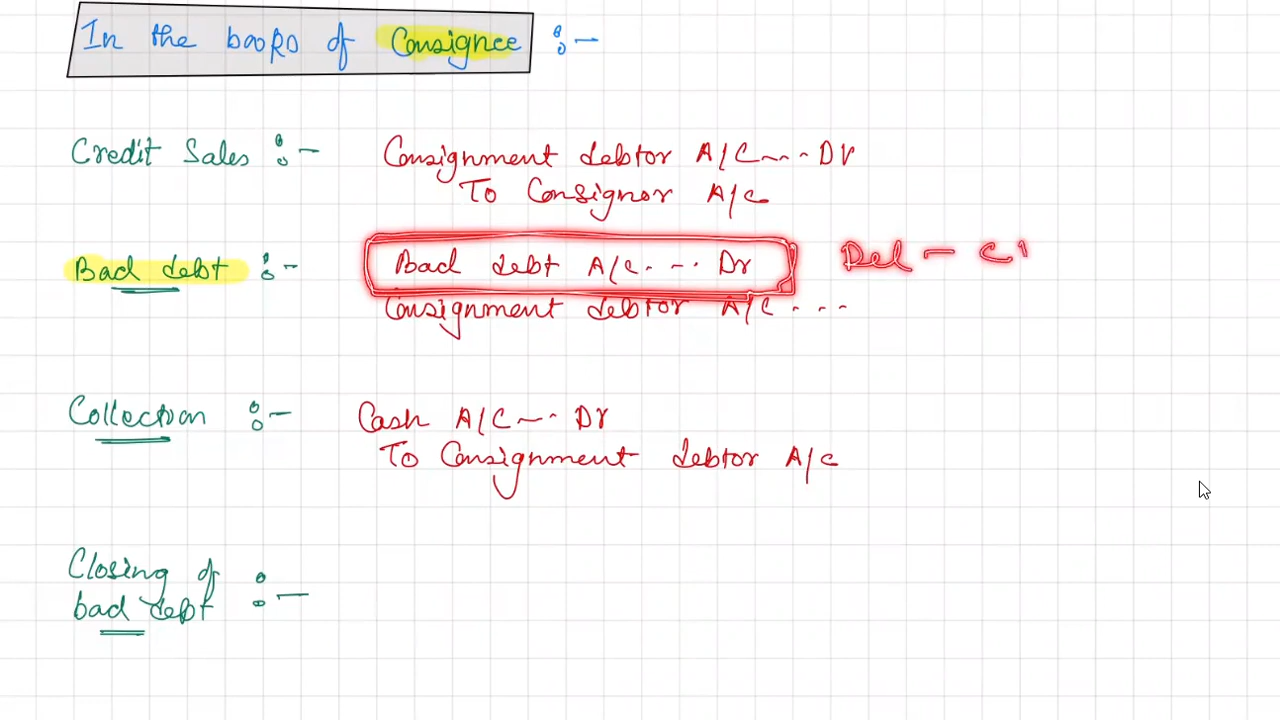 In the books of Consignee :-
Credit Sales :- Consignment debtor A/C--- Dr
To Consignor A/c
Bad debt :- Bad debt A/c. --- Dr Del - C
Consignment debtor A/c ---
Collection :- Cash A/C--- Dr
To Consignment debtor A/c
Closing of
bad debt :-